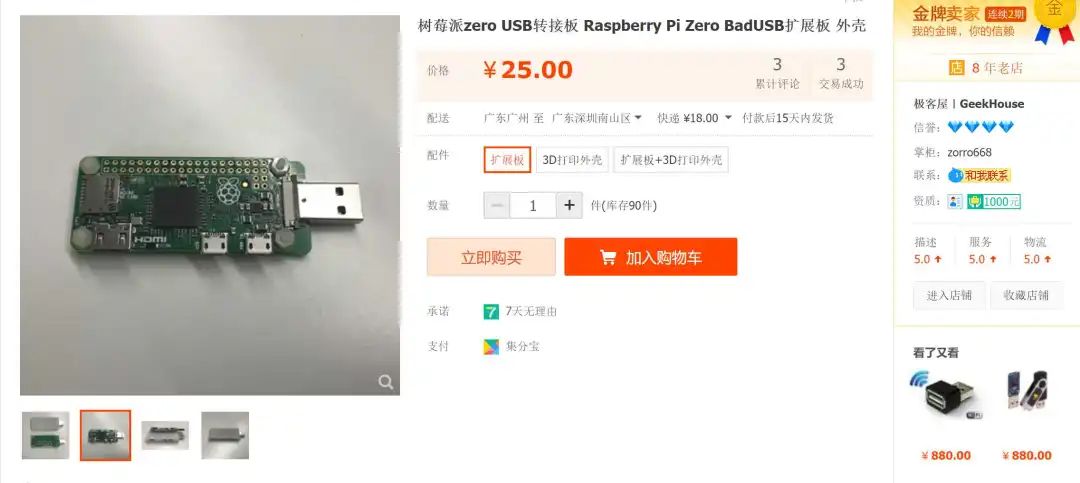 树莓派zero USB转接板 Raspberry Pi Zero BadUSB扩展板 外壳
价格
¥25.00
3
累计评论
3
交易成功
配送
广东广州 至 广东深圳南山区
快递 ¥18.00
付款后15天内发货
配件
扩展板
3D打印外壳
扩展板+3D打印外壳
数量
− 1 +
件(库存90件)
立即购买
加入购物车
承诺
7天无理由
支付
集分宝
HDMI
金牌卖家 连续2期
我的金牌，你的信赖
金
店 8 年老店
极客屋丨GeekHouse
信誉：
掌柜： zorro668
联系： 和我联系
资质： 1000元
描述 服务 物流
5.0 5.0 5.0
进入店铺 收藏店铺
看了又看
¥880.00 ¥880.00